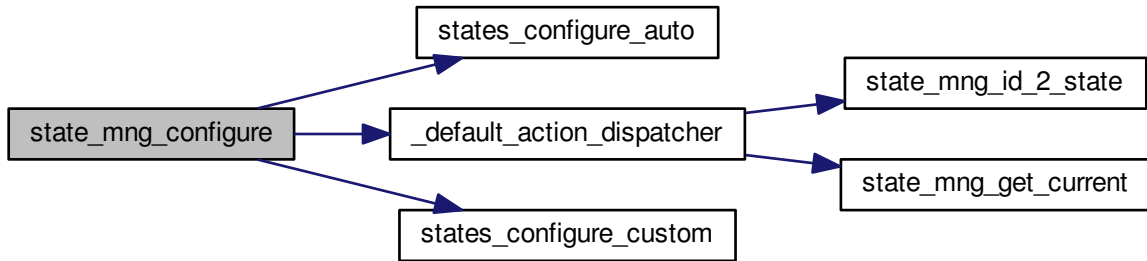 state_mng_configure
states_configure_auto
_default_action_dispatcher
states_configure_custom
state_mng_id_2_state
state_mng_get_current